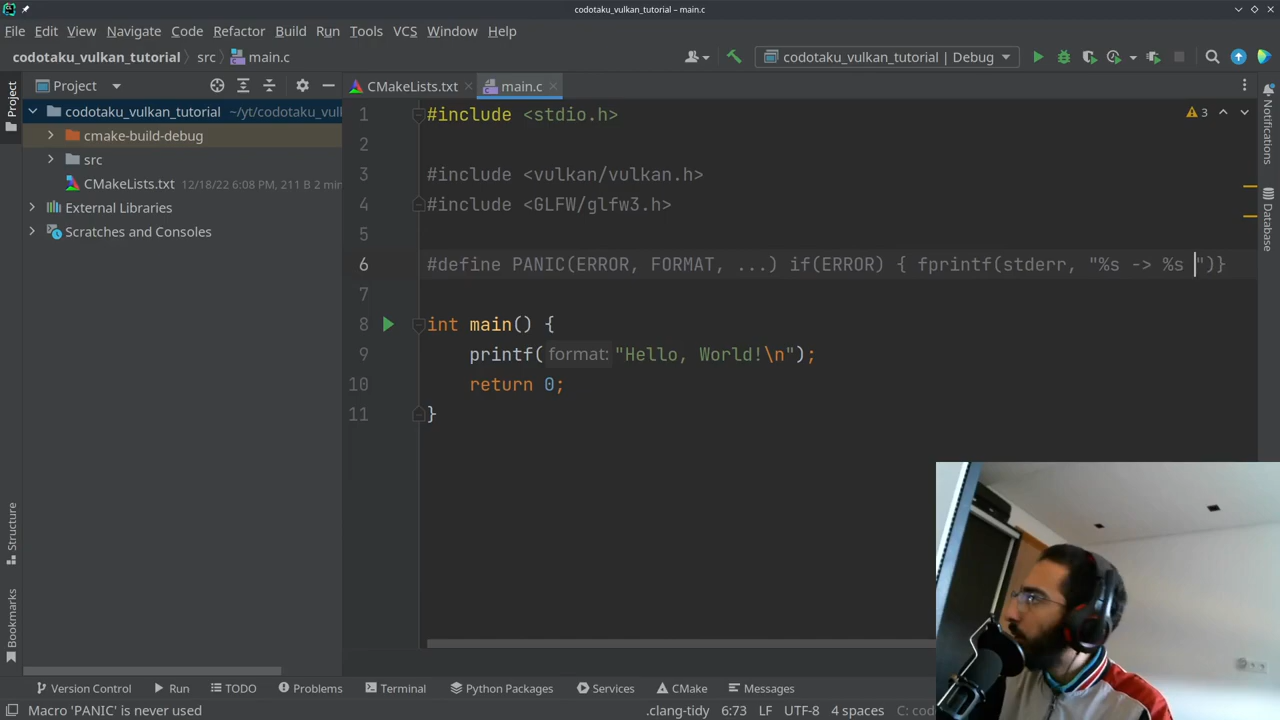 codotaku_vulkan_tutorial – main.c
File Edit View Navigate Code Refactor Build Run Tools VCS Window Help
codotaku_vulkan_tutorial src main.c
codotaku_vulkan_tutorial | Debug
Project
CMakeLists.txt
main.c
codotaku_vulkan_tutorial ~/yt/codotaku_vul
cmake-build-debug
src
CMakeLists.txt 12/18/22 6:08 PM, 211 B 2 min
External Libraries
Scratches and Consoles
Project
Structure
Bookmarks
1 #include <stdio.h>
2
3 #include <vulkan/vulkan.h>
4 #include <GLFW/glfw3.h>
5
6 #define PANIC(ERROR, FORMAT, ...) if(ERROR) { fprintf(stderr, "%s -> %s ")}
7
8 int main() {
9 printf( format: "Hello, World!\n");
10 return 0;
11 }
3
Notifications
Database
Version Control Run TODO Problems Terminal Python Packages Services CMake Messages
Macro 'PANIC' is never used
.clang-tidy LF UTF-8 4 spaces C: cod
6:73